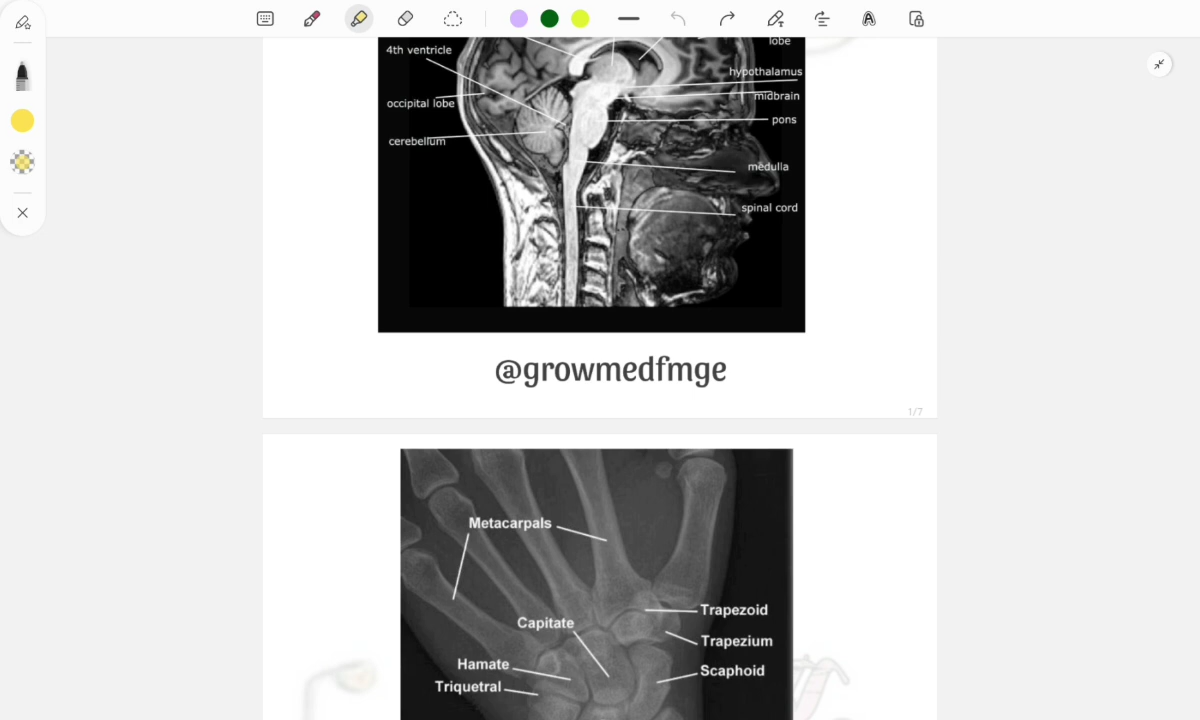 4th ventricle
lobe
hypothalamus
occipital lobe
midbrain
pons
cerebellum
medulla
spinal cord
@growmedfmge
1/7
Metacarpals
Trapezoid
Capitate
Trapezium
Hamate
Scaphoid
Triquetral